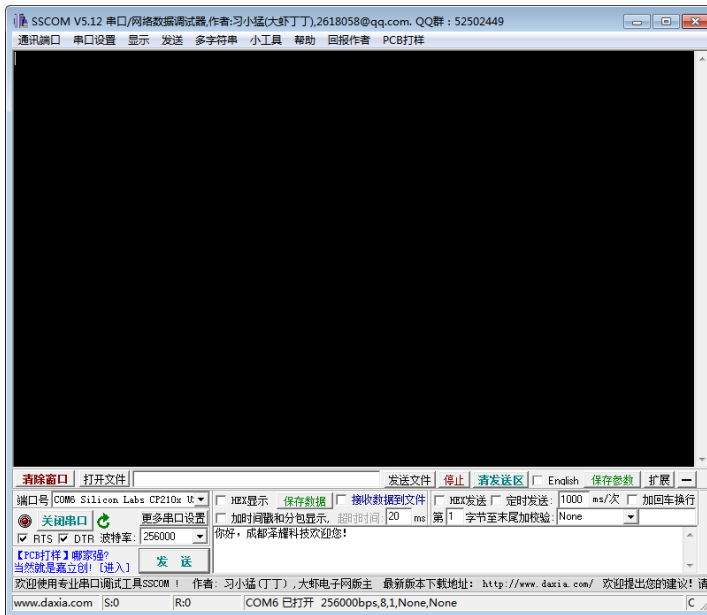 SSCOM V5.12 串口/网络数据调试器,作者:习小猛(大虾丁丁),2618058@qq.com. QQ群：52502449
通讯端口 串口设置 显示 发送 多字符串 小工具 帮助 回报作者 PCB打样
清除窗口 打开文件 发送文件 停止 清发送区 English 保存参数 扩展 —
端口号 COM6 Silicon Labs CP210x U HEX显示 保存数据 接收数据到文件 HEX发送 定时发送: 1000 ms/次 加回车换行
关闭串口 更多串口设置 加时间戳和分包显示, 超时时间: 20 ms 第 1 字节至末尾加校验: None
RTS DTR 波特率: 256000 你好，成都泽耀科技欢迎您!
【PCB打样】哪家强?
当然就是嘉立创! [进入] 发 送
欢迎使用专业串口调试工具SSCOM ! 作者: 习小猛(丁丁),大虾电子网版主 最新版本下载地址: http://www.daxia.com/ 欢迎提出您的建议! 请
www.daxia.com S:0 R:0 COM6 已打开 256000bps,8,1,None,None C